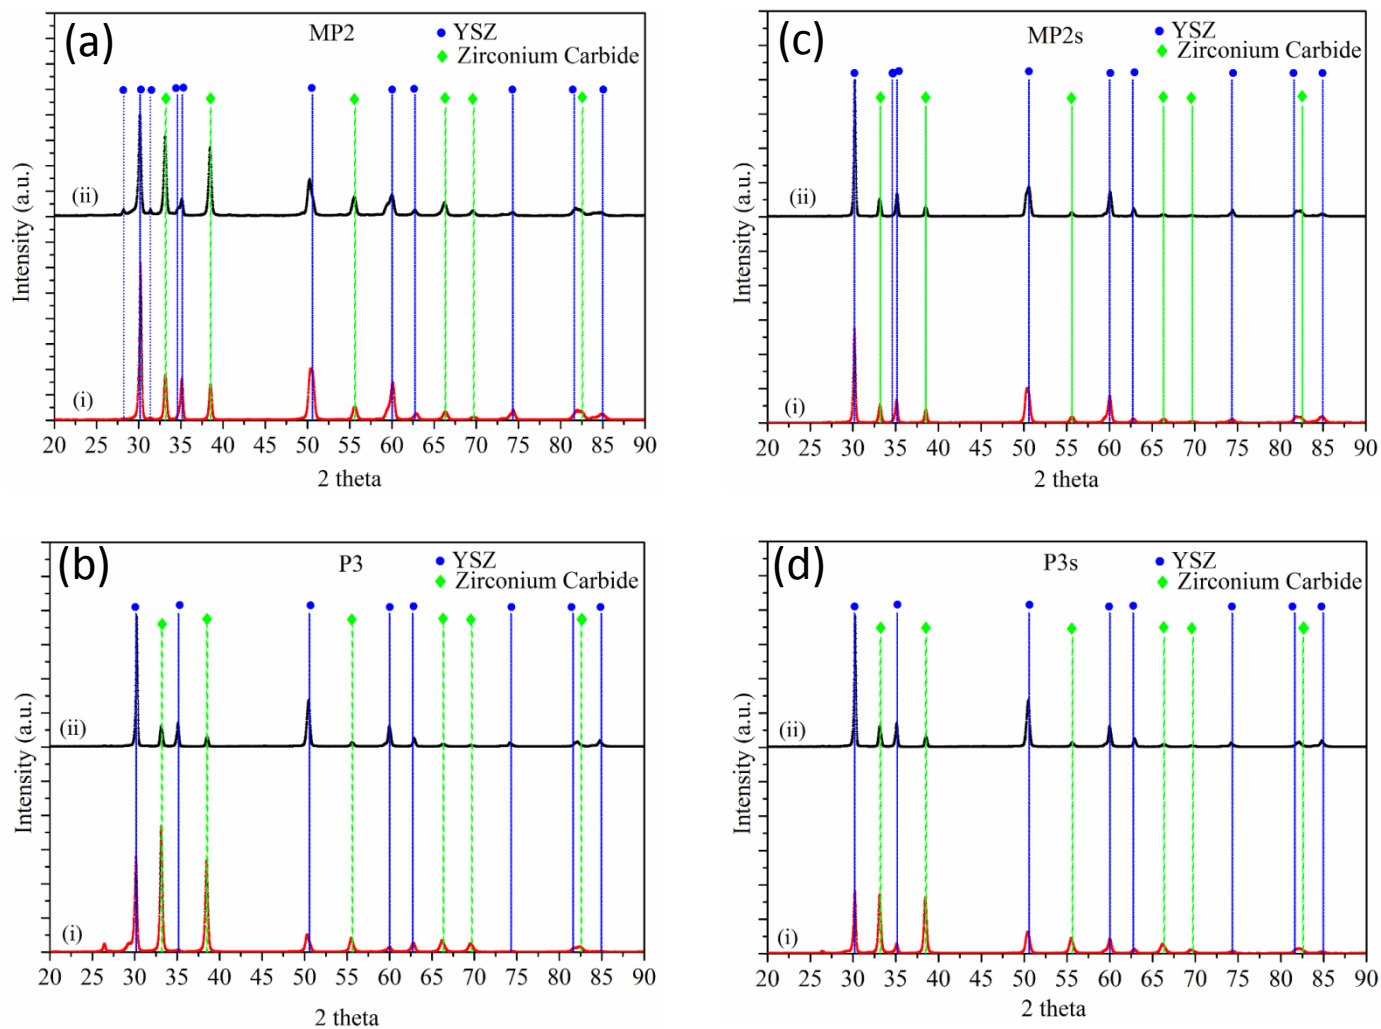 (a)
MP2
YSZ
Zirconium Carbide
(ii)
(i)
Intensity (a.u.)
20 25 30 35 40 45 50 55 60 65 70 75 80 85 90
2 theta
(c)
MP2s
YSZ
Zirconium Carbide
(ii)
(i)
Intensity (a.u.)
20 25 30 35 40 45 50 55 60 65 70 75 80 85 90
2 theta
(b)
P3
YSZ
Zirconium Carbide
(ii)
(i)
Intensity (a.u.)
20 25 30 35 40 45 50 55 60 65 70 75 80 85 90
2 theta
(d)
P3s
YSZ
Zirconium Carbide
(ii)
(i)
Intensity (a.u.)
20 25 30 35 40 45 50 55 60 65 70 75 80 85 90
2 theta